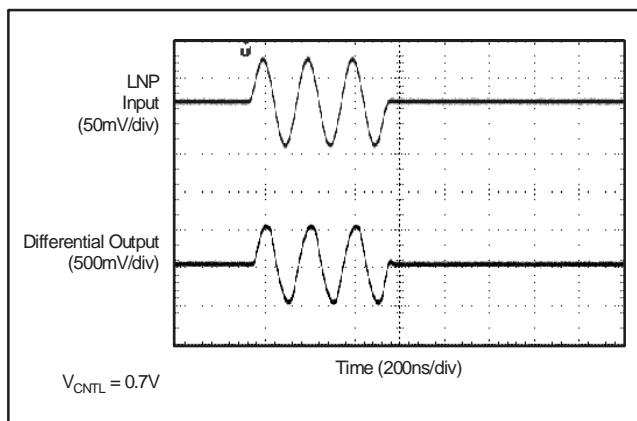 LNP
Input
(50mV/div)
Differential Output
(500mV/div)
V_CNTL = 0.7V
Time (200ns/div)